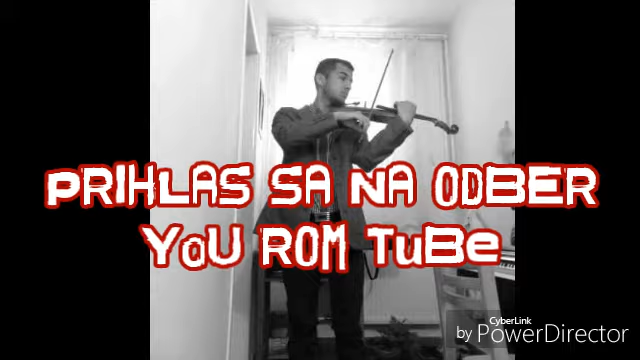 PRIHLAS SA NA ODBER
YoU ROM TuBe
CyberLink
by PowerDirector